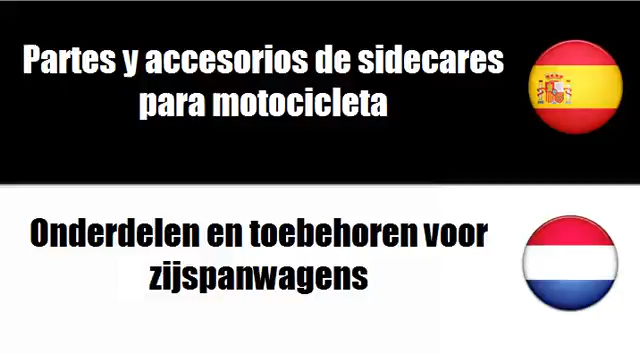 Partes y accesorios de sidecares
para motocicleta
Onderdelen en toebehoren voor
zijspanwagens